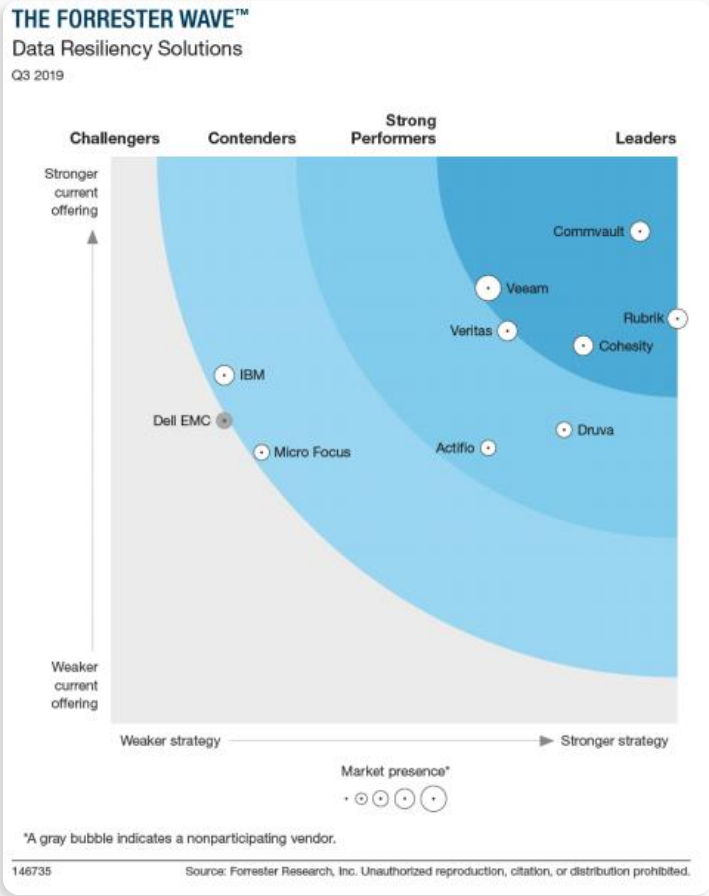 THE FORRESTER WAVE™
Data Resiliency Solutions
Q3 2019
Challengers
Contenders
Strong
Performers
Leaders
Stronger
current
offering
Commvault
Veeam
Rubrik
Veritas
Cohesity
IBM
Dell EMC
Druva
Actifio
Micro Focus
Weaker
current
offering
Weaker strategy
Stronger strategy
Market presence*
*A gray bubble indicates a nonparticipating vendor.
146735
Source: Forrester Research, Inc. Unauthorized reproduction, citation, or distribution prohibited.